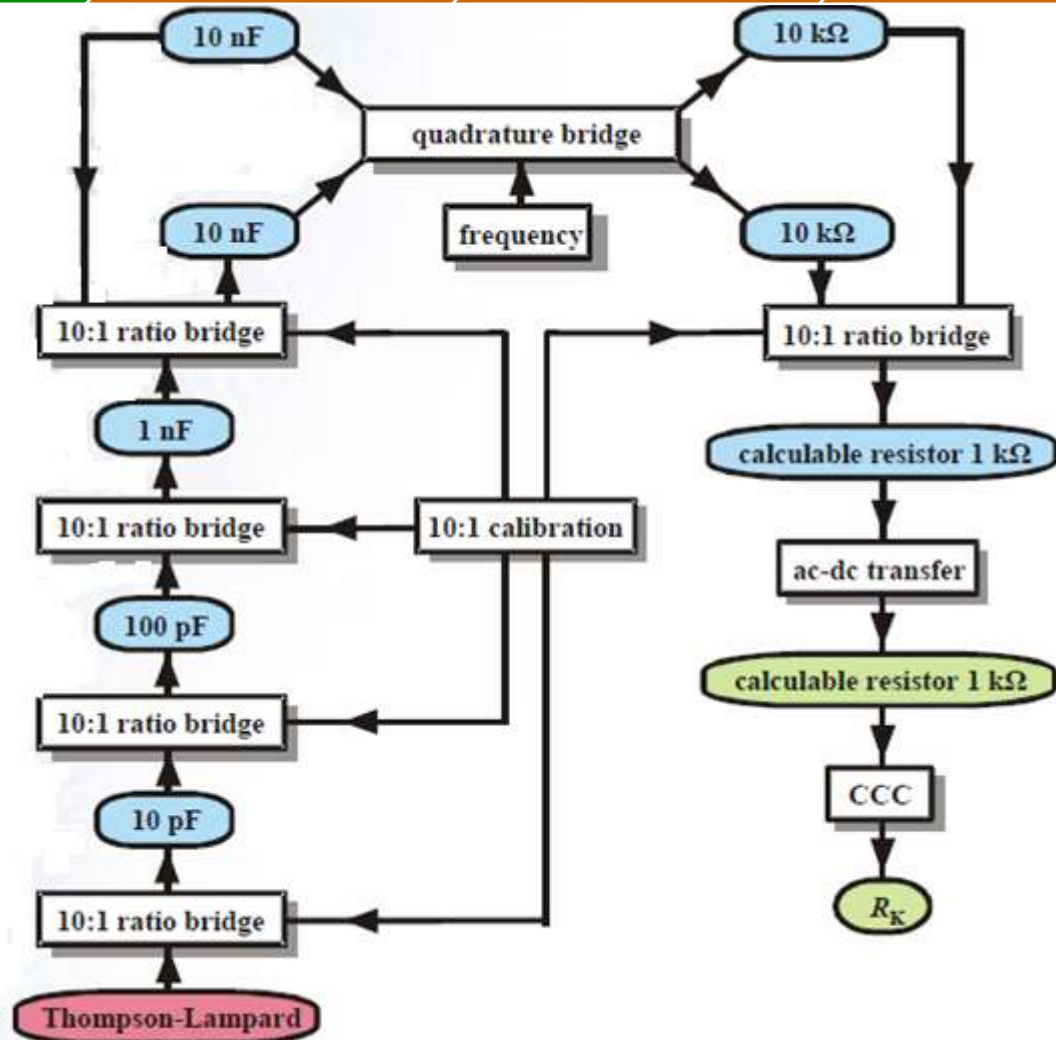 10 nF
10 kΩ
quadrature bridge
10 nF
frequency
10 kΩ
10:1 ratio bridge
10:1 ratio bridge
1 nF
calculable resistor 1 kΩ
10:1 ratio bridge
10:1 calibration
ac-dc transfer
100 pF
calculable resistor 1 kΩ
10:1 ratio bridge
CCC
10 pF
10:1 ratio bridge
RK
Thompson-Lampard